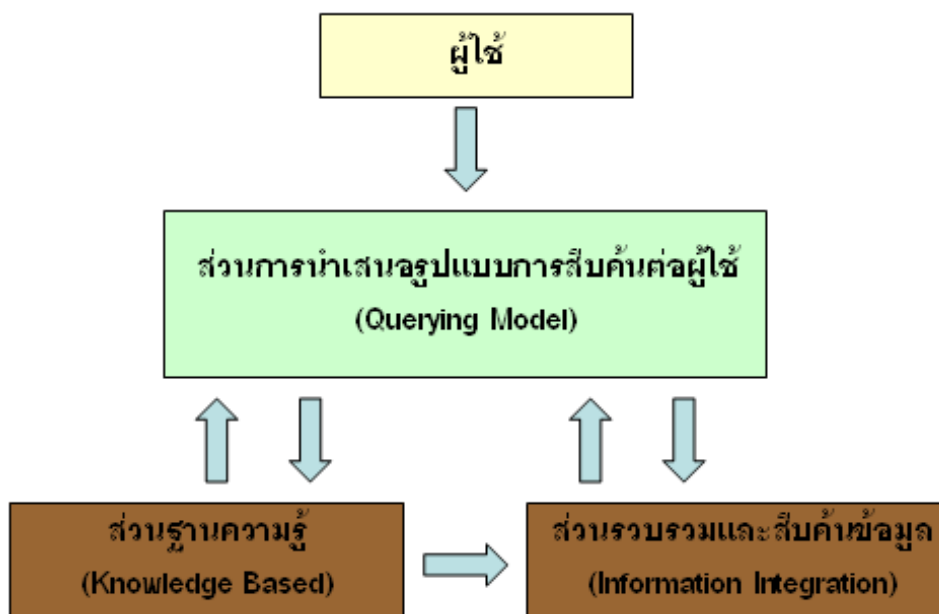 ผู้ใช้
ส่วนการนำเสนอรูปแบบการสืบค้นต่อผู้ใช้
(Querying Model)
ส่วนฐานความรู้
(Knowledge Based)
ส่วนรวบรวมและสืบค้นข้อมูล
(Information Integration)